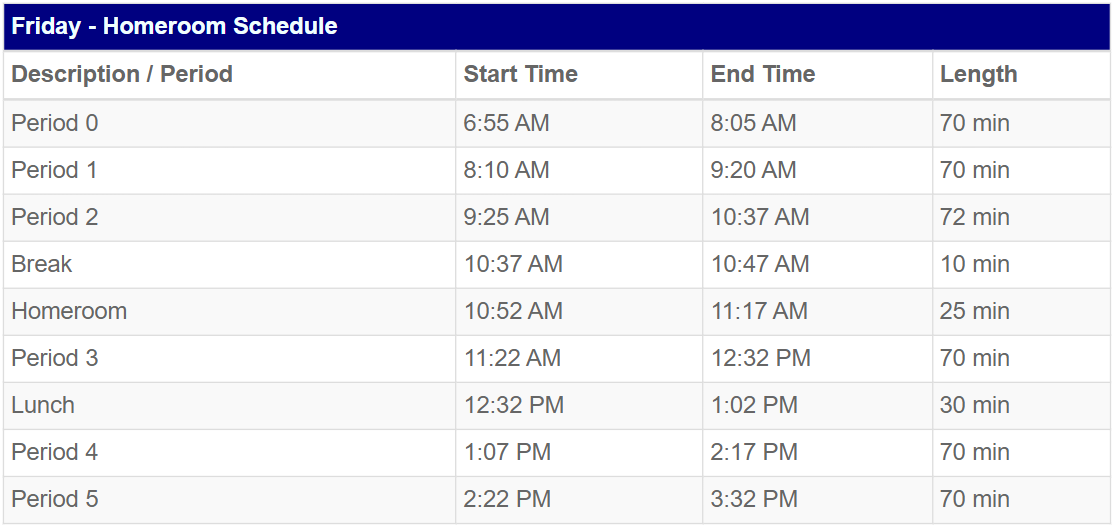 Friday - Homeroom Schedule
Description / Period Start Time End Time Length
Period 0 6:55 AM 8:05 AM 70 min
Period 1 8:10 AM 9:20 AM 70 min
Period 2 9:25 AM 10:37 AM 72 min
Break 10:37 AM 10:47 AM 10 min
Homeroom 10:52 AM 11:17 AM 25 min
Period 3 11:22 AM 12:32 PM 70 min
Lunch 12:32 PM 1:02 PM 30 min
Period 4 1:07 PM 2:17 PM 70 min
Period 5 2:22 PM 3:32 PM 70 min